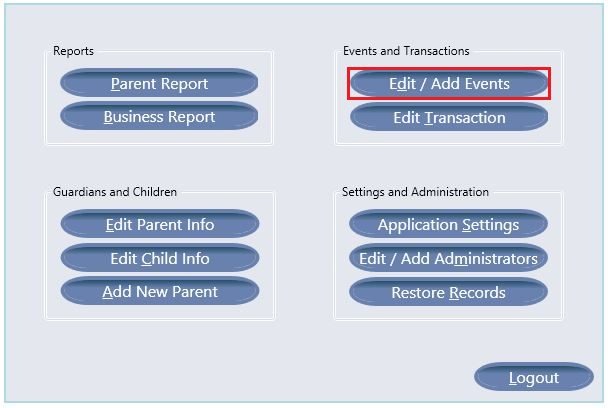 Reports
Parent Report
Business Report
Events and Transactions
Edit / Add Events
Edit Transaction
Guardians and Children
Edit Parent Info
Edit Child Info
Add New Parent
Settings and Administration
Application Settings
Edit / Add Administrators
Restore Records
Logout